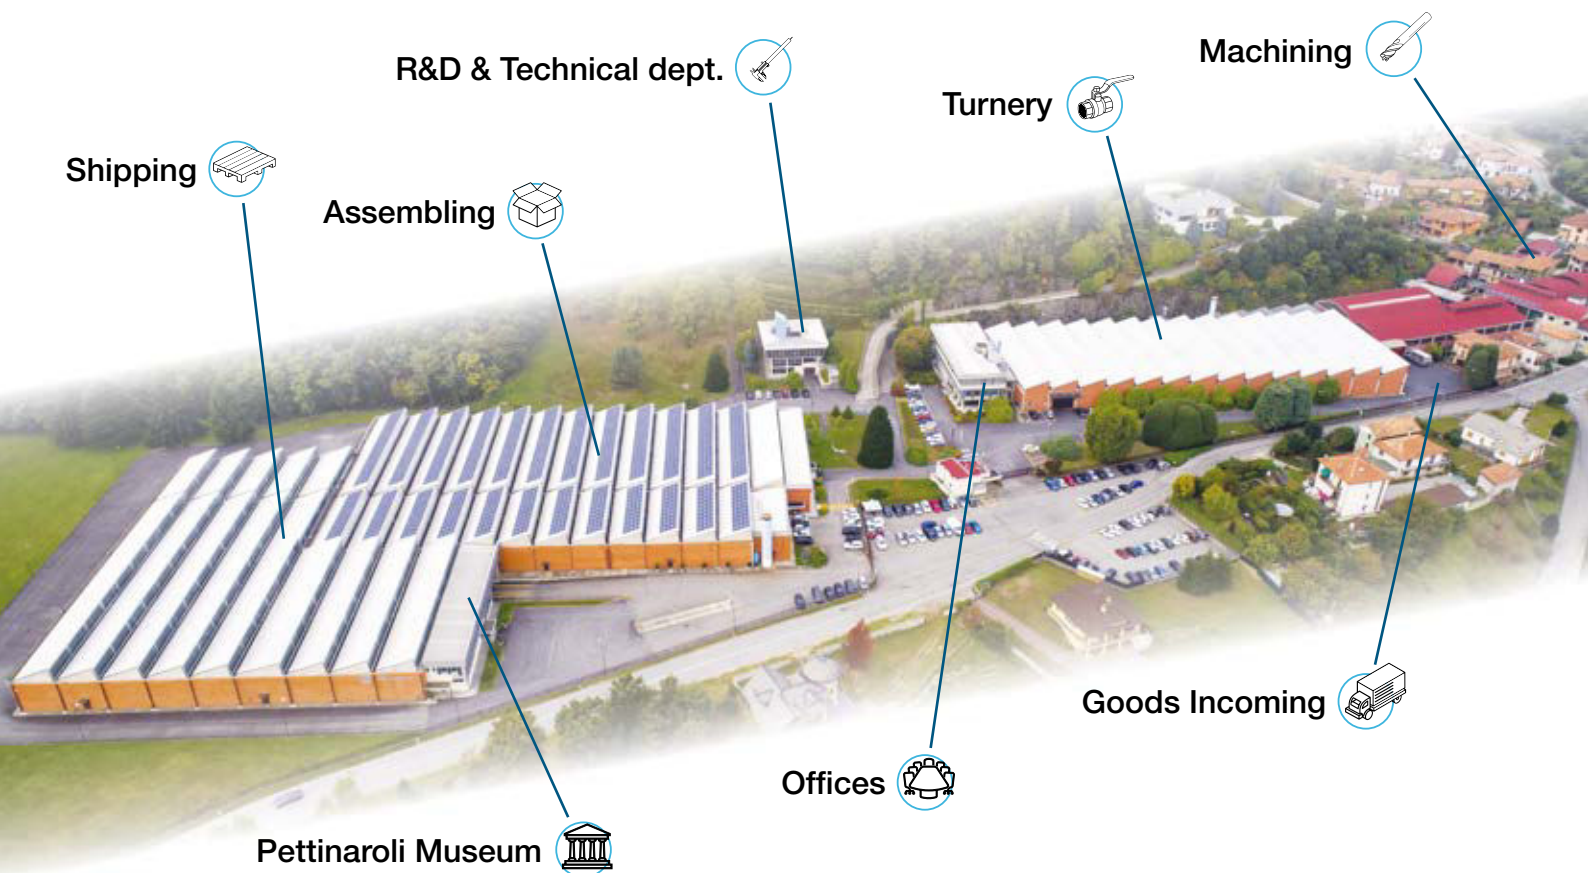 Machining
R&D & Technical dept.
Turnery
Shipping
Assembling
Goods Incoming
Offices
Pettinaroli Museum